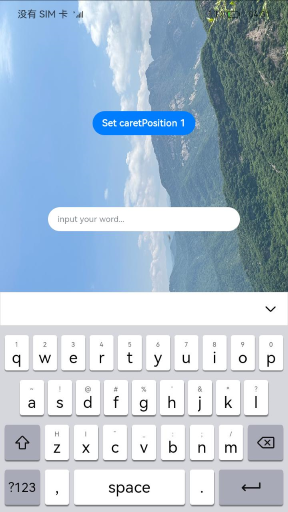 没有 SIM 卡
Set caretPosition 1
input your word...
1 2 3 4 5 6 7 8 9 0
q w e r t y u i o p
~ ! @ # % ' & * ?
a s d f g h j k l
z x c v b n m
?123 , space .